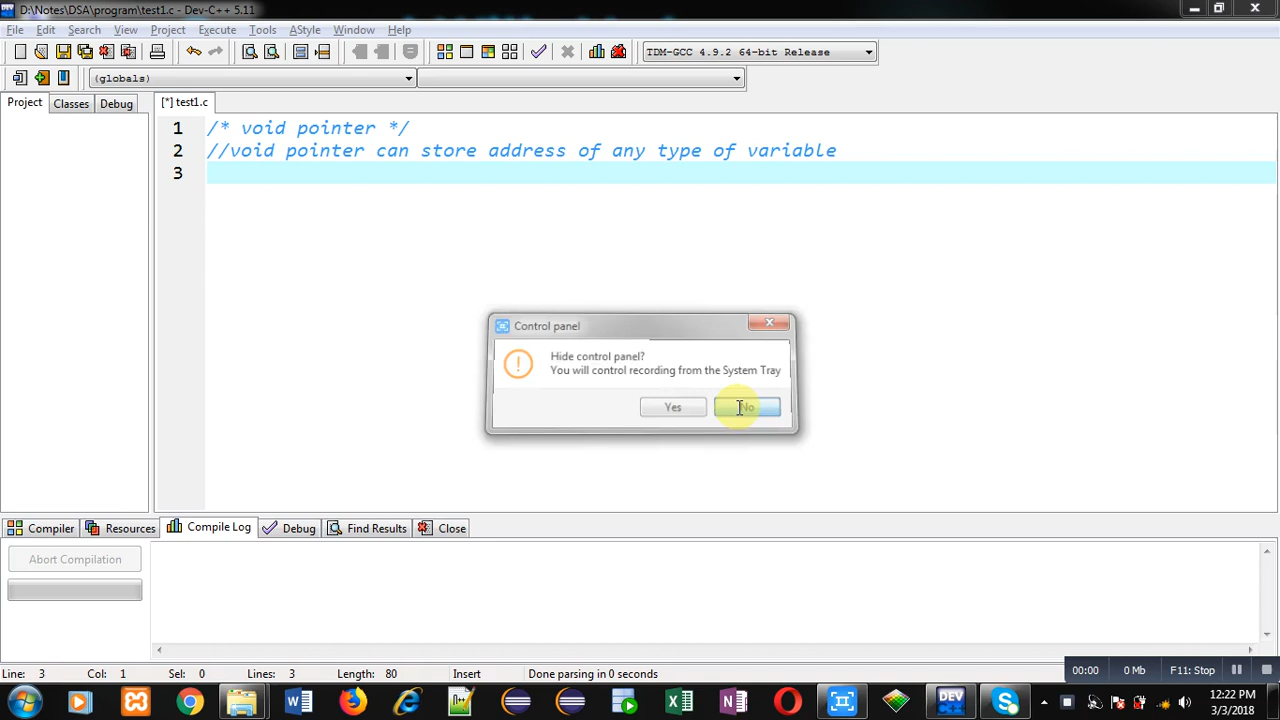 D:\Notes\DSA\program\test1.c - Dev-C++ 5.11
File Edit Search View Project Execute Tools AStyle Window Help
TDM-GCC 4.9.2 64-bit Release
(globals)
Project Classes Debug
[*] test1.c
1 /* void pointer */
2 //void pointer can store address of any type of variable
3
Control panel
Hide control panel?
You will control recording from the System Tray
Yes No
Compiler Resources Compile Log Debug Find Results Close
Abort Compilation
Line: 3 Col: 1 Sel: 0 Lines: 3 Length: 80 Insert Done parsing in 0 seconds
00:00 0 Mb F11: Stop
12:22 PM
3/3/2018